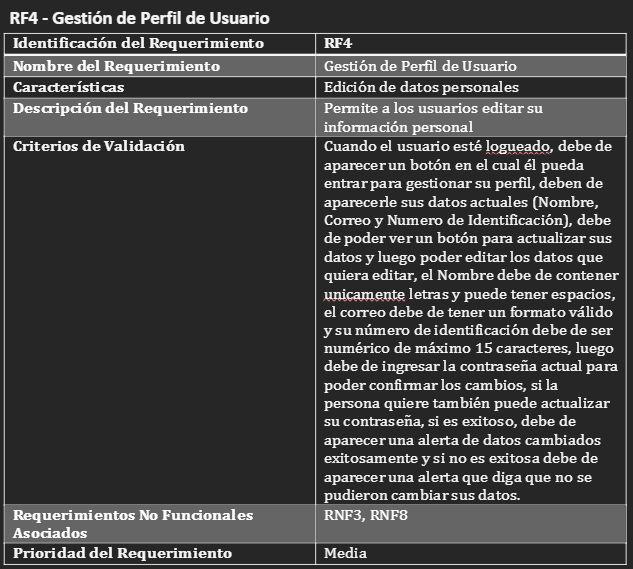 RF4 - Gestión de Perfil de Usuario
Identificación del Requerimiento RF4
Nombre del Requerimiento Gestión de Perfil de Usuario
Características Edición de datos personales
Descripción del Requerimiento Permite a los usuarios editar su
información personal
Criterios de Validación Cuando el usuario esté logueado, debe de
aparecer un botón en el cual él pueda
entrar para gestionar su perfil, deben de
aparecerle sus datos actuales (Nombre,
Correo y Numero de Identificación), debe
de poder ver un botón para actualizar sus
datos y luego poder editar los datos que
quiera editar, el Nombre debe de contener
unicamente letras y puede tener espacios,
el correo debe de tener un formato válido
y su número de identificación debe de ser
numérico de máximo 15 caracteres, luego
debe de ingresar la contraseña actual para
poder confirmar los cambios, si la
persona quiere también puede actualizar
su contraseña, si es exitoso, debe de
aparecer una alerta de datos cambiados
exitosamente y si no es exitosa debe de
aparecer una alerta que diga que no se
pudieron cambiar sus datos.
Requerimientos No Funcionales RNF3, RNF8
Asociados
Prioridad del Requerimiento Media